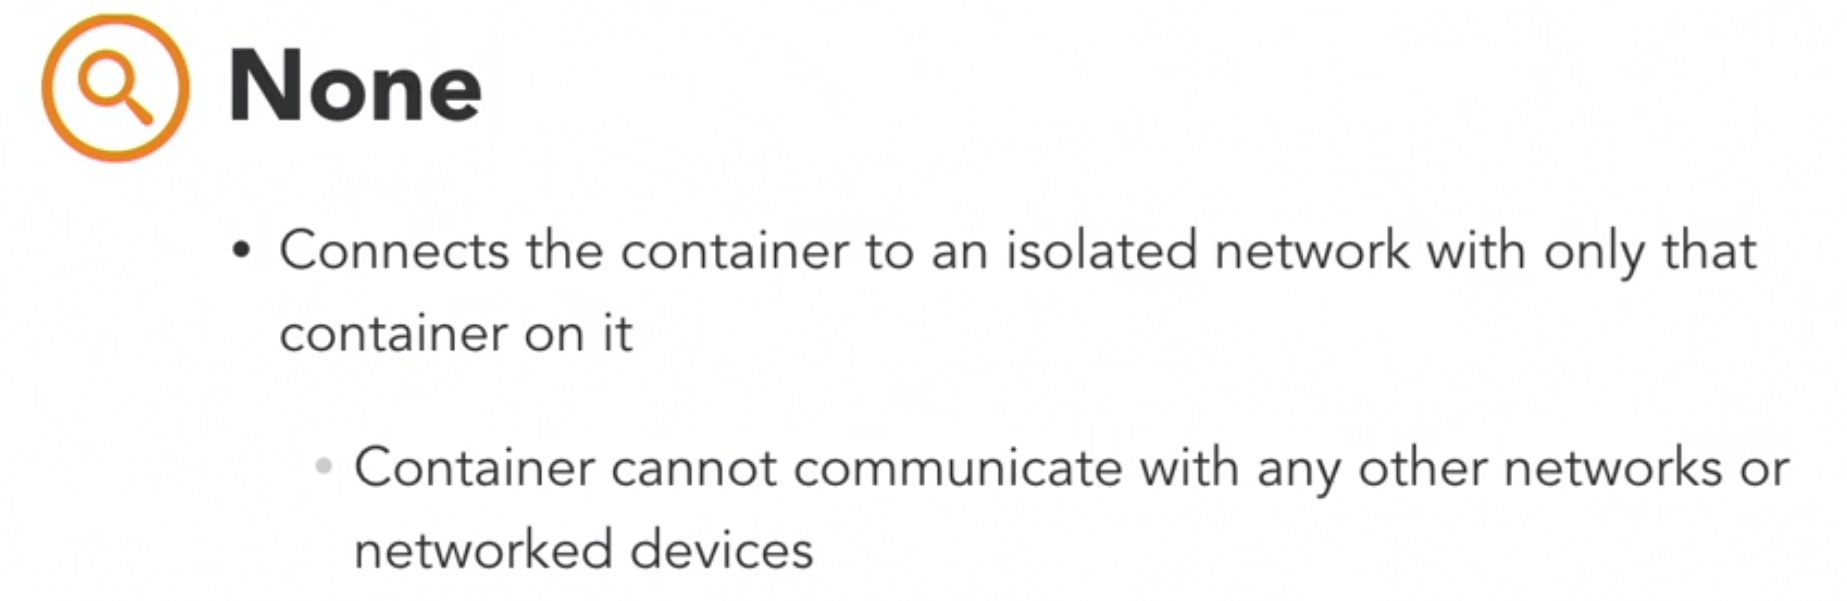 None
• Connects the container to an isolated network with only that
container on it
• Container cannot communicate with any other networks or
networked devices